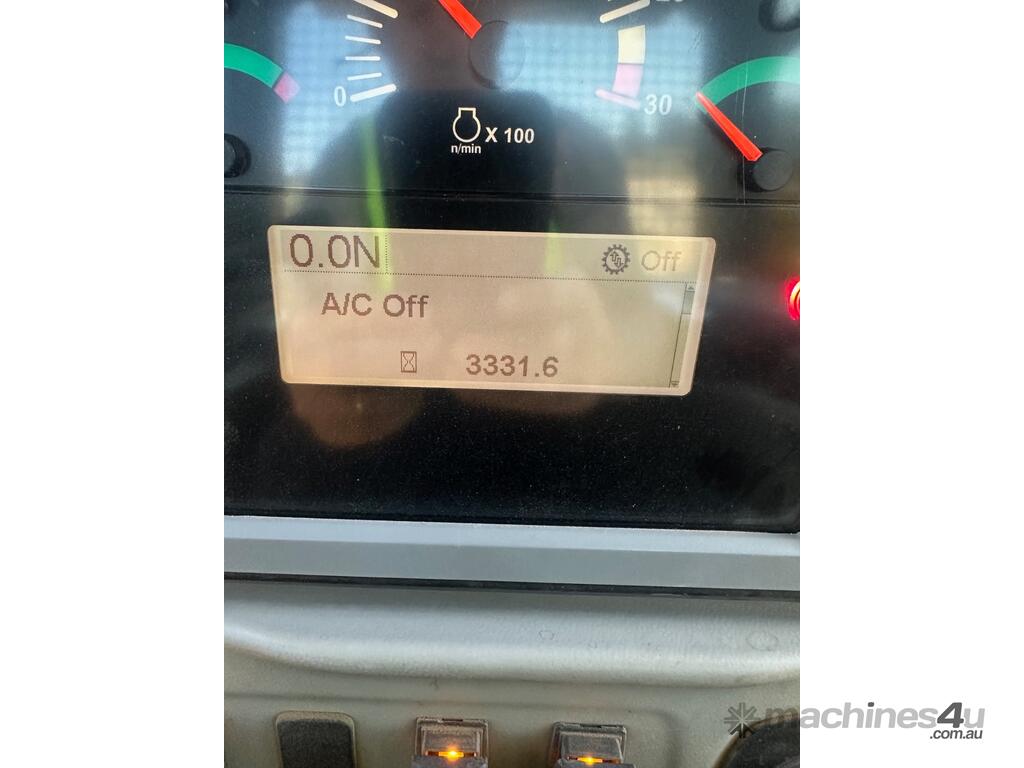 0
30
X 100
n/min
0.0N Off
A/C Off
3331.6
machines4u
.com.au